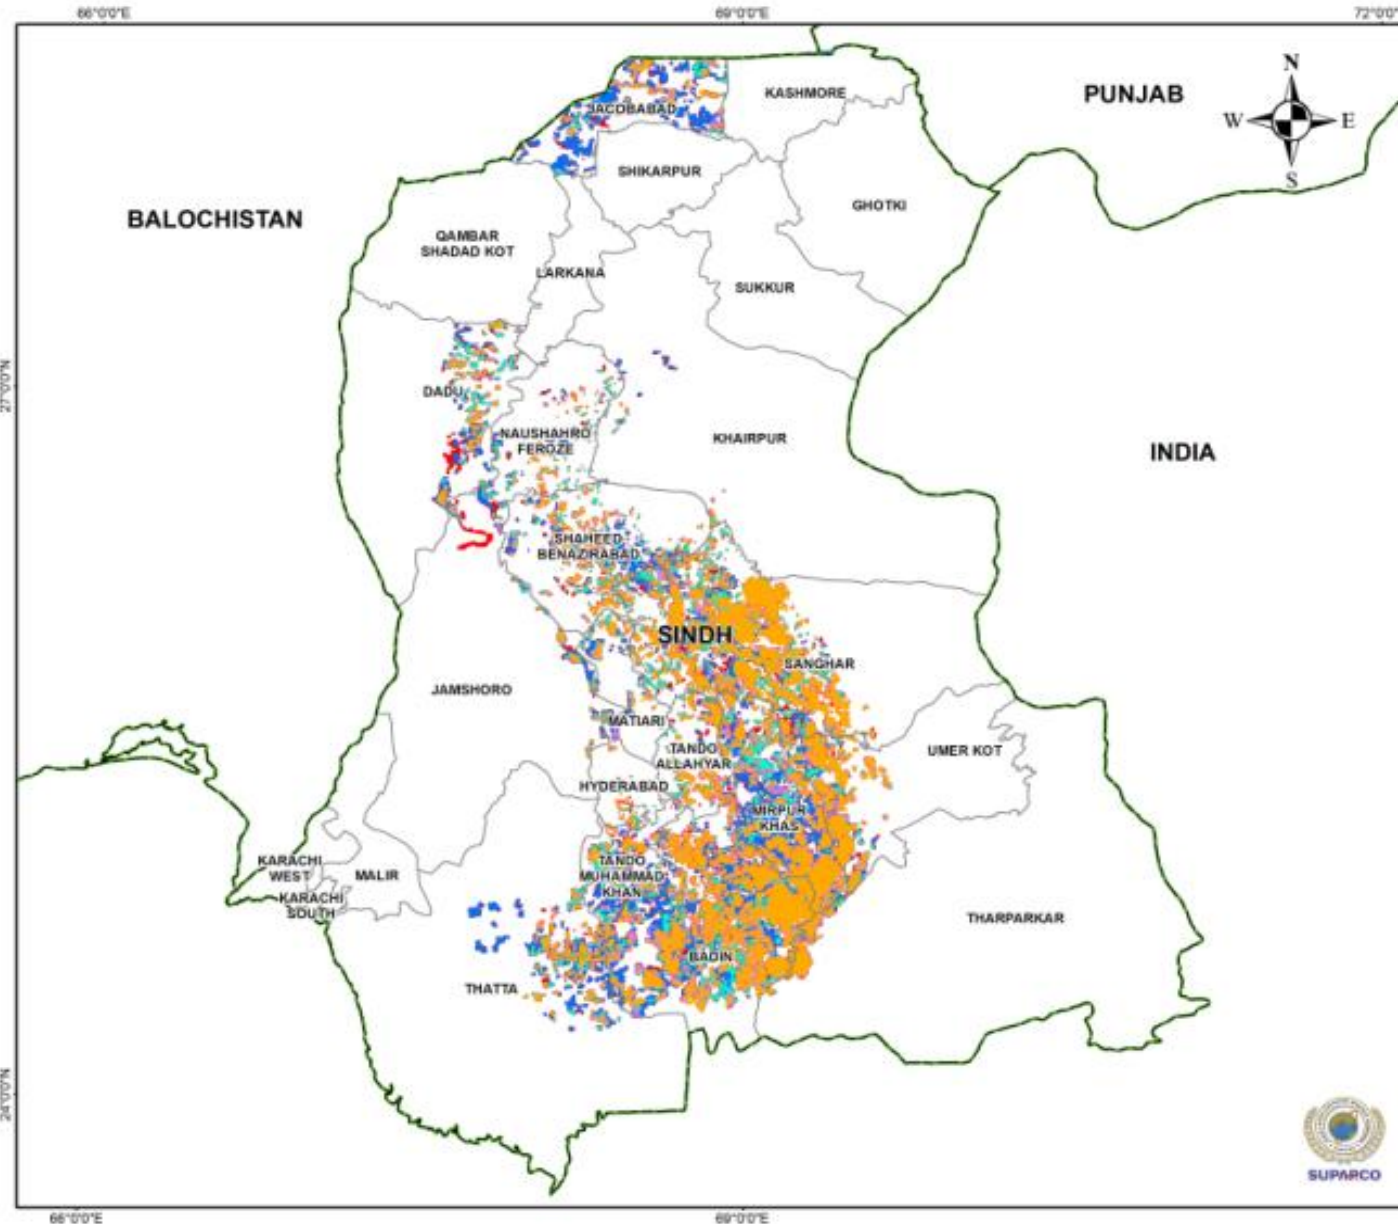 66°0'0"E
69°0'0"E
72°0'0"
N
W
E
S
PUNJAB
KASHMORE
JACOBABAD
SHIKARPUR
GHOTKI
BALOCHISTAN
QAMBAR
SHADAD KOT
LARKANA
SUKKUR
27°0'0"N
DADU
NAUSHAHRO
FEROZE
KHAIRPUR
INDIA
SHAHEED
BENAZIRABAD
SINDH
SANGHAR
JAMSHORO
MATIARI
TANDO
ALLAHYAR
UMER KOT
HYDERABAD
MIRPUR
KHAS
KARACHI
WEST
MALIR
TANDO
MUHAMMAD
KHAN
KARACHI
SOUTH
THARPARKAR
BADIN
THATTA
24°0'0"N
SUPARCO
66°0'0"E
69°0'0"E